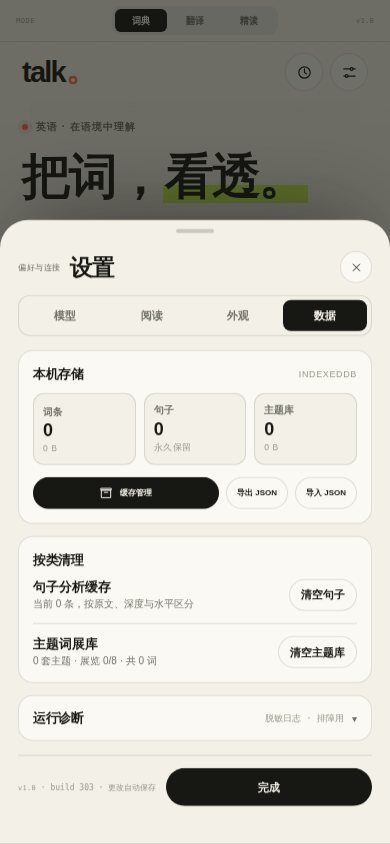 MODE 词典 翻译 精读 v1.0
talk
英语 · 在语境中理解
把词，看透。
偏好与连接 设置
模型 阅读 外观 数据
本机存储 INDEXEDDB
词条 句子 主题库
0 0 0
0 B 永久保留 0 B
缓存管理 导出 JSON 导入 JSON
按类清理
句子分析缓存
当前 0 条，按原文、深度与水平区分
清空句子
主题词展库
0 套主题 · 展览 0/8 · 共 0 词
清空主题库
运行诊断 脱敏日志 · 排障用 ▾
v1.0 · build 303 · 更改自动保存 完成